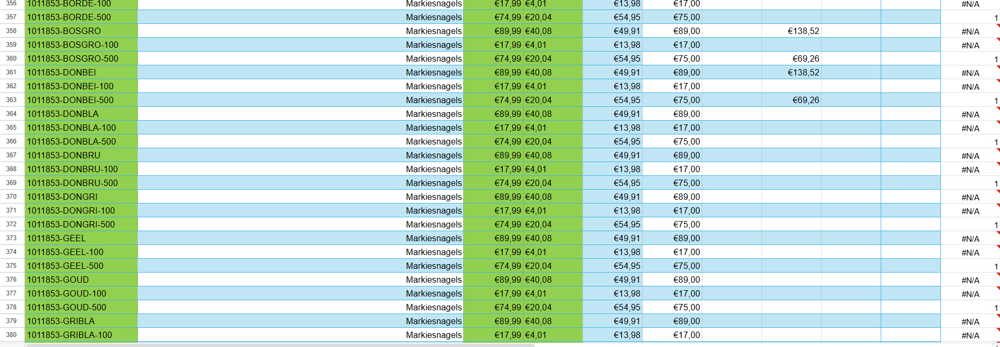 356 1011853-BORDE-100 Markiesnagels €17,99 €4,01 €13,98 €17,00 #N/A
357 1011853-BORDE-500 Markiesnagels €74,99 €20,04 €54,95 €75,00 1
358 1011853-BOSGRO Markiesnagels €89,99 €40,08 €49,91 €89,00 €138,52 #N/A
359 1011853-BOSGRO-100 Markiesnagels €17,99 €4,01 €13,98 €17,00 #N/A
360 1011853-BOSGRO-500 Markiesnagels €74,99 €20,04 €54,95 €75,00 €69,26 1
361 1011853-DONBEI Markiesnagels €89,99 €40,08 €49,91 €89,00 €138,52 #N/A
362 1011853-DONBEI-100 Markiesnagels €17,99 €4,01 €13,98 €17,00 #N/A
363 1011853-DONBEI-500 Markiesnagels €74,99 €20,04 €54,95 €75,00 €69,26 1
364 1011853-DONBLA Markiesnagels €89,99 €40,08 €49,91 €89,00 #N/A
365 1011853-DONBLA-100 Markiesnagels €17,99 €4,01 €13,98 €17,00 #N/A
366 1011853-DONBLA-500 Markiesnagels €74,99 €20,04 €54,95 €75,00 1
367 1011853-DONBRU Markiesnagels €89,99 €40,08 €49,91 €89,00 #N/A
368 1011853-DONBRU-100 Markiesnagels €17,99 €4,01 €13,98 €17,00 #N/A
369 1011853-DONBRU-500 Markiesnagels €74,99 €20,04 €54,95 €75,00 1
370 1011853-DONGRI Markiesnagels €89,99 €40,08 €49,91 €89,00 #N/A
371 1011853-DONGRI-100 Markiesnagels €17,99 €4,01 €13,98 €17,00 #N/A
372 1011853-DONGRI-500 Markiesnagels €74,99 €20,04 €54,95 €75,00 1
373 1011853-GEEL Markiesnagels €89,99 €40,08 €49,91 €89,00 #N/A
374 1011853-GEEL-100 Markiesnagels €17,99 €4,01 €13,98 €17,00 #N/A
375 1011853-GEEL-500 Markiesnagels €74,99 €20,04 €54,95 €75,00 1
376 1011853-GOUD Markiesnagels €89,99 €40,08 €49,91 €89,00 #N/A
377 1011853-GOUD-100 Markiesnagels €17,99 €4,01 €13,98 €17,00 #N/A
378 1011853-GOUD-500 Markiesnagels €74,99 €20,04 €54,95 €75,00 1
379 1011853-GRIBLA Markiesnagels €89,99 €40,08 €49,91 €89,00 #N/A
380 1011853-GRIBLA-100 Markiesnagels €17,99 €4,01 €13,98 €17,00 #N/A